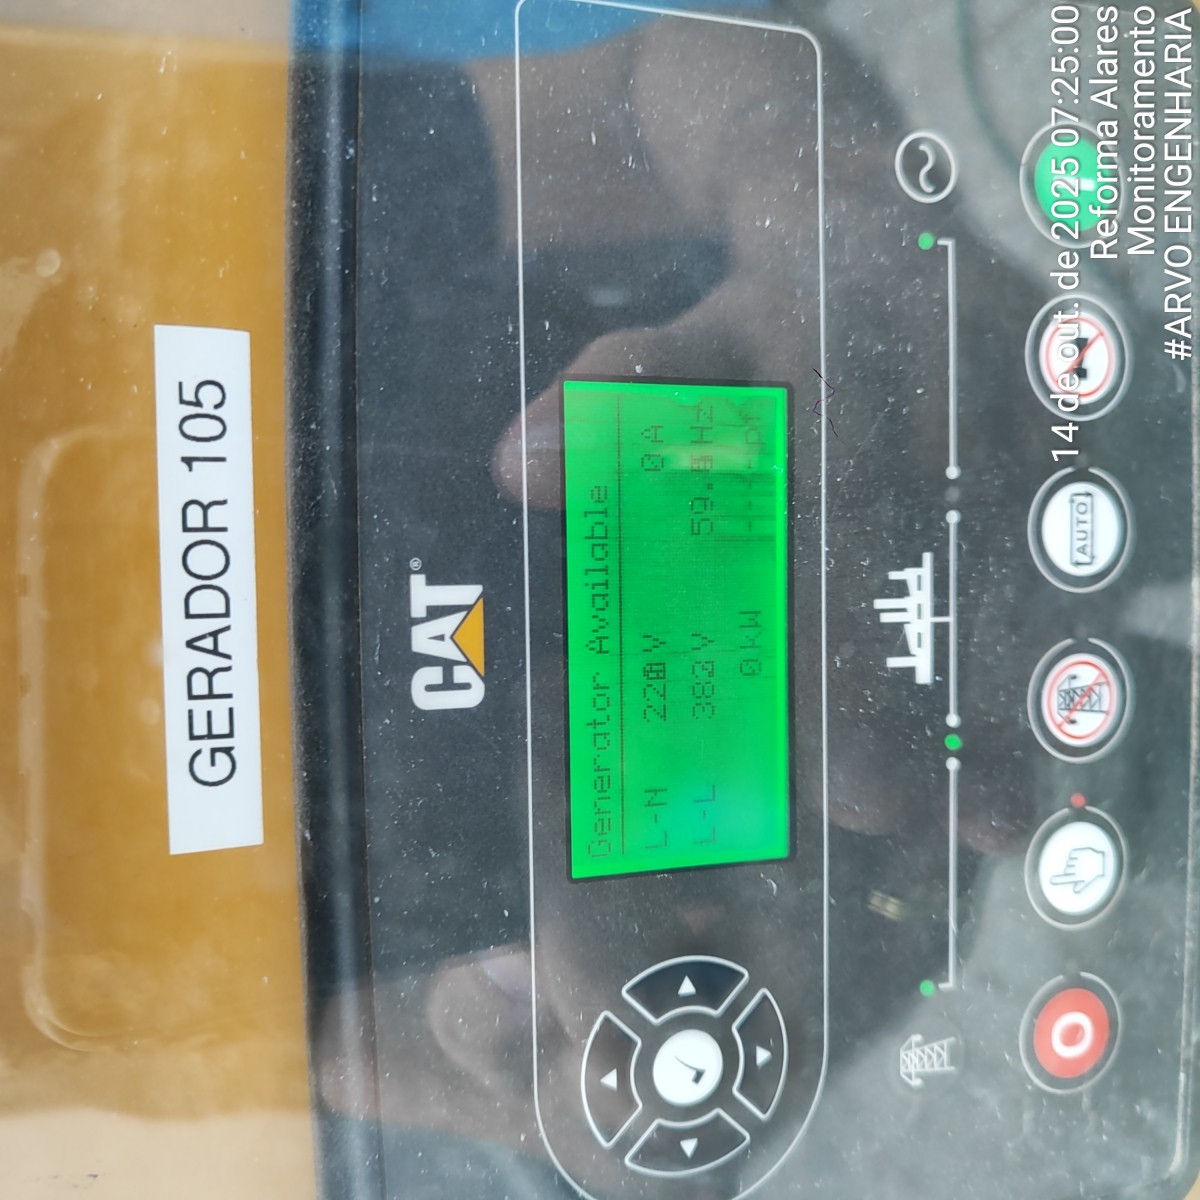 GERADOR 105
CAT®
Generator Available
L-N V 0 A
L-L V Hz
0 kW pf
AUTO
14 de out. de 2025 07:25:00
Reforma Alares
Monitoramento
#ARVO ENGENHARIA